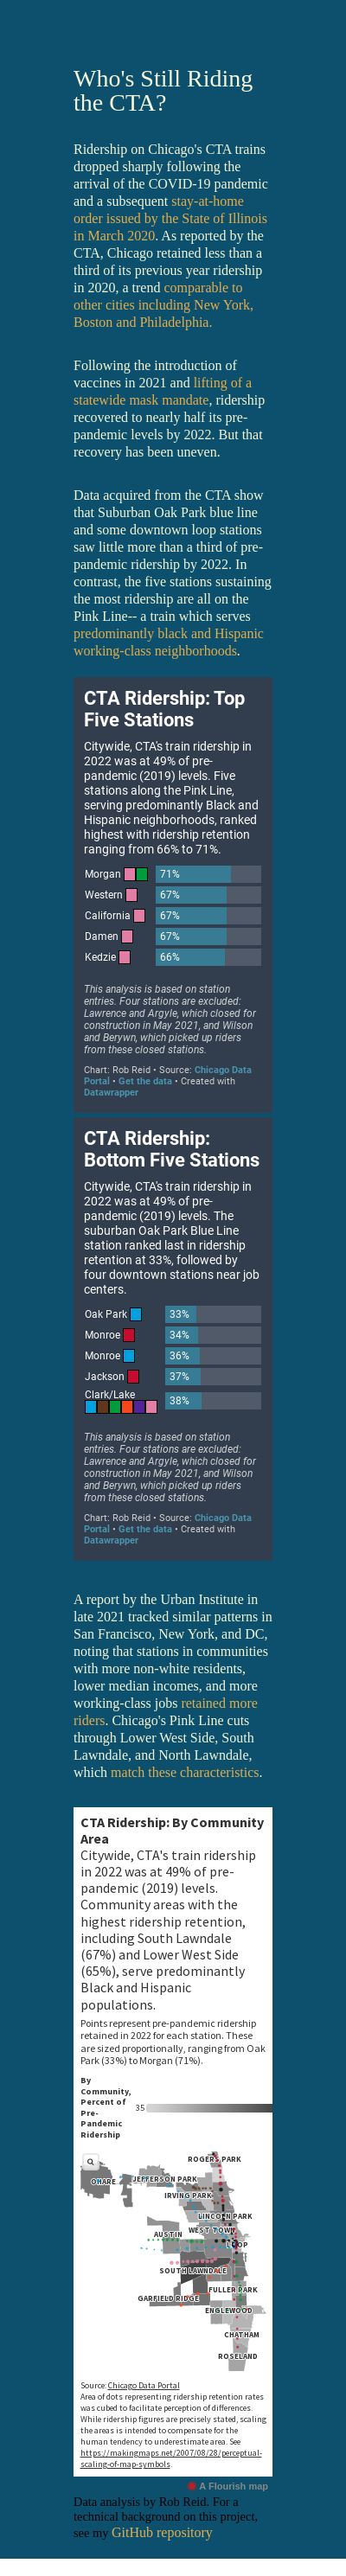 Who's Still Riding
the CTA?
Ridership on Chicago's CTA trains
dropped sharply following the
arrival of the COVID-19 pandemic
and a subsequent stay-at-home
order issued by the State of Illinois
in March 2020. As reported by the
CTA, Chicago retained less than a
third of its previous year ridership
in 2020, a trend comparable to
other cities including New York,
Boston and Philadelphia.
Following the introduction of
vaccines in 2021 and lifting of a
statewide mask mandate, ridership
recovered to nearly half its pre-
pandemic levels by 2022. But that
recovery has been uneven.
Data acquired from the CTA show
that Suburban Oak Park blue line
and some downtown loop stations
saw little more than a third of pre-
pandemic ridership by 2022. In
contrast, the five stations sustaining
the most ridership are all on the
Pink Line-- a train which serves
predominantly black and Hispanic
working-class neighborhoods.
CTA Ridership: Top
Five Stations
Citywide, CTA's train ridership in
2022 was at 49% of pre-
pandemic (2019) levels. Five
stations along the Pink Line,
serving predominantly Black and
Hispanic neighborhoods, ranked
highest with ridership retention
ranging from 66% to 71%.
Morgan 71%
Western 67%
California 67%
Damen 67%
Kedzie 66%
This analysis is based on station
entries. Four stations are excluded:
Lawrence and Argyle, which closed for
construction in May 2021, and Wilson
and Berwyn, which picked up riders
from these closed stations.
Chart: Rob Reid • Source: Chicago Data
Portal • Get the data • Created with
Datawrapper
CTA Ridership:
Bottom Five Stations
Citywide, CTA's train ridership in
2022 was at 49% of pre-
pandemic (2019) levels. The
suburban Oak Park Blue Line
station ranked last in ridership
retention at 33%, followed by
four downtown stations near job
centers.
Oak Park 33%
Monroe 34%
Monroe 36%
Jackson 37%
Clark/Lake 38%
This analysis is based on station
entries. Four stations are excluded:
Lawrence and Argyle, which closed for
construction in May 2021, and Wilson
and Berwyn, which picked up riders
from these closed stations.
Chart: Rob Reid • Source: Chicago Data
Portal • Get the data • Created with
Datawrapper
A report by the Urban Institute in
late 2021 tracked similar patterns in
San Francisco, New York, and DC,
noting that stations in communities
with more non-white residents,
lower median incomes, and more
working-class jobs retained more
riders. Chicago's Pink Line cuts
through Lower West Side, South
Lawndale, and North Lawndale,
which match these characteristics.
CTA Ridership: By Community
Area
Citywide, CTA's train ridership
in 2022 was at 49% of pre-
pandemic (2019) levels.
Community areas with the
highest ridership retention,
including South Lawndale
(67%) and Lower West Side
(65%), serve predominantly
Black and Hispanic
populations.
Points represent pre-pandemic ridership
retained in 2022 for each station. These
are sized proportionally, ranging from Oak
Park (33%) to Morgan (71%).
By
Community,
Percent of
Pre-
Pandemic
Ridership
35
ROGERS PARK
OHARE
JEFFERSON PARK
IRVING PARK
LINCOLN PARK
AUSTIN
WEST TOWN
LOOP
SOUTH LAWNDALE
FULLER PARK
GARFIELD RIDGE
ENGLEWOOD
CHATHAM
ROSELAND
Source: Chicago Data Portal
Area of dots representing ridership retention rates
was cubed to facilitate perception of differences.
While ridership figures are precisely stated, scaling
the areas is intended to compensate for the
human tendency to underestimate area. See
https://makingmaps.net/2007/08/28/perceptual-
scaling-of-map-symbols.
A Flourish map
Data analysis by Rob Reid. For a
technical background on this project,
see my GitHub repository